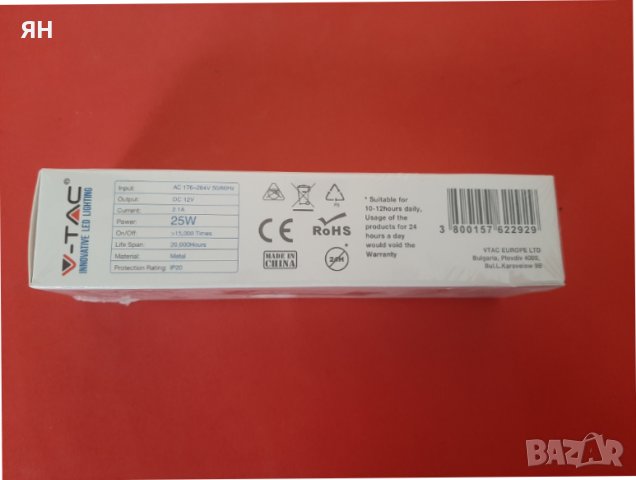 ЯН
V-TAC
©
INNOVATIVE LED LIGHTING
Input: AC 176-264V 50/60Hz
Output: DC 12V
Current: 2.1A
Power: 25W
On/Off: >15,000 Times
Life Span: 20,000Hours
Material: Metal
Protection Rating: IP20
CE
RoHS
MADE IN
CHINA
24H
* Suitable for
10-12hours daily,
Usage of the
products for 24
hours a day
would void the
Warranty
3 800157 622929
VTAC EUROPE LTD
Bulgaria, Plovdiv 4000,
Bul.L.Karavelow 9B
BAZAR